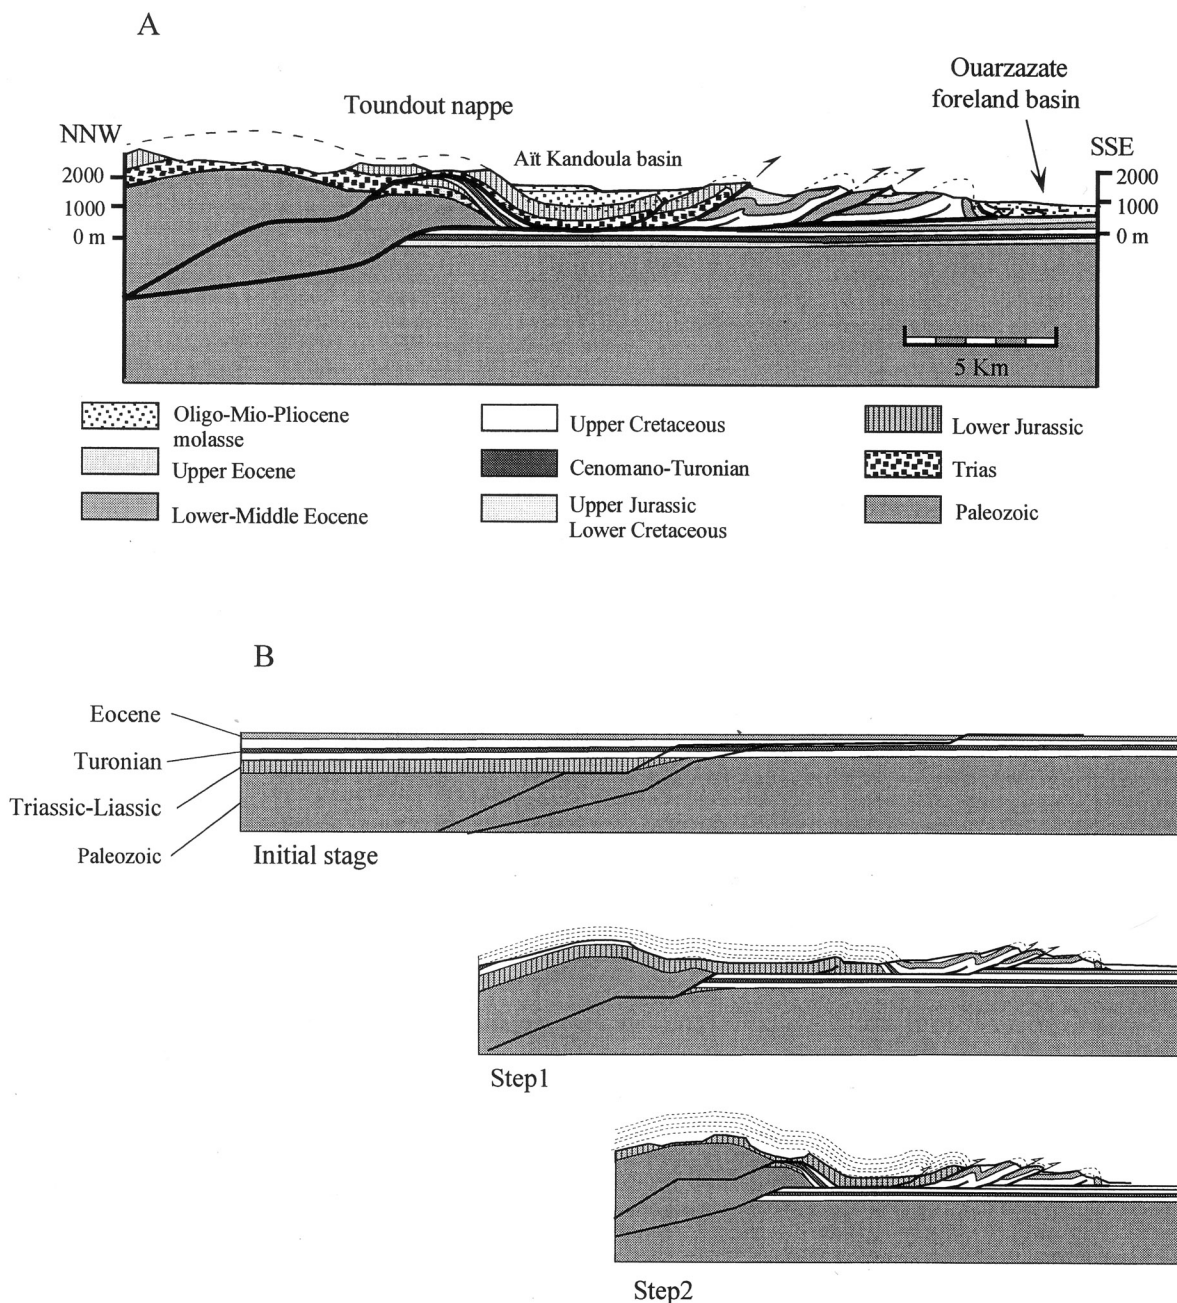 A
Ouarzazate
foreland basin
Toundout nappe
NNW
Aït Kandoula basin
SSE
2000
1000
0 m
2000
1000
0 m
5 Km
Oligo-Mio-Pliocene
molasse
Upper Eocene
Lower-Middle Eocene
Upper Cretaceous
Cenomano-Turonian
Upper Jurassic
Lower Cretaceous
Lower Jurassic
Trias
Paleozoic
B
Eocene
Turonian
Triassic-Liassic
Paleozoic
Initial stage
Step1
Step2